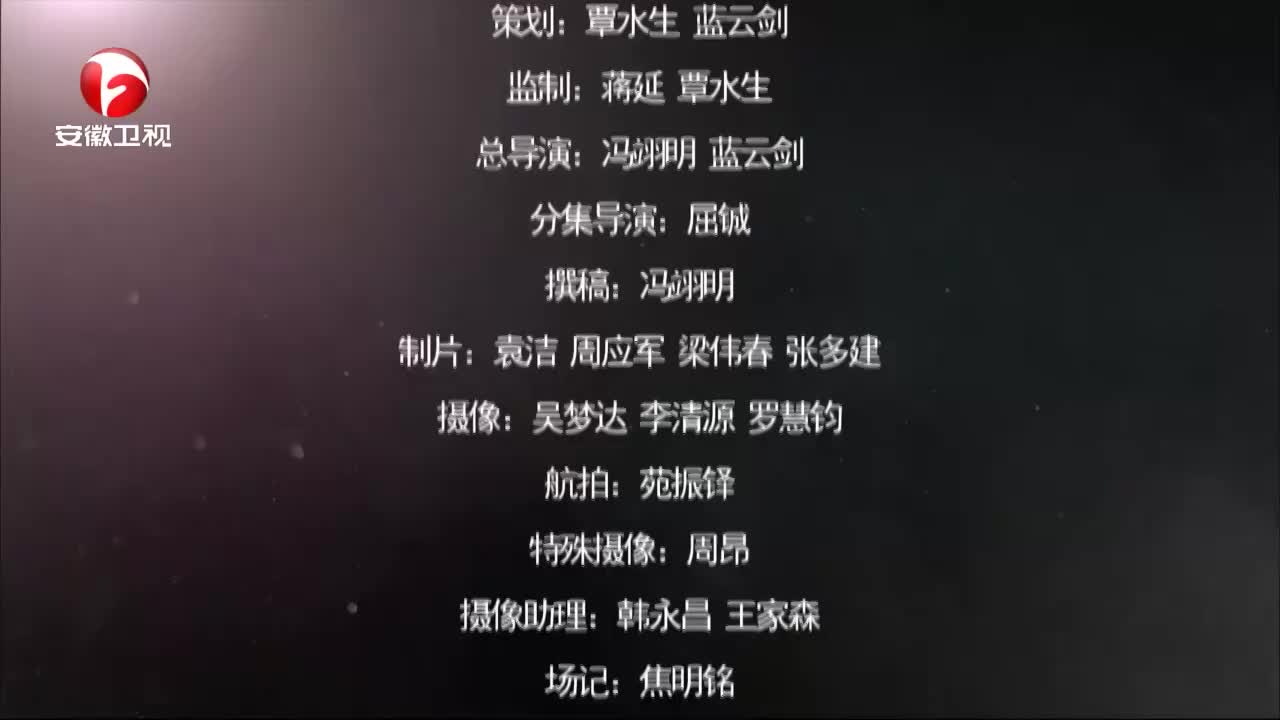 策划：覃水生 蓝云剑
监制：蒋延 覃水生
安徽卫视
总导演：冯翊明 蓝云剑
分集导演：屈铖
撰稿：冯翊明
制片：袁洁 周应军 梁伟春 张多建
摄像：吴梦达 李清源 罗慧钧
航拍：苑振铎
特殊摄像：周昂
摄像助理：韩永昌 王家森
场记：焦明铭